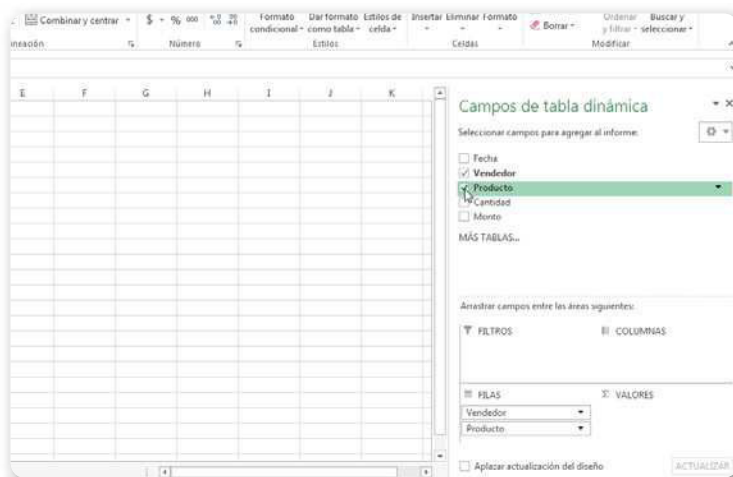 Combinar y centrar $ % 000 Formato Dar formato Estilos de Insertar Eliminar Formato Borrar Ordenar Buscar y
condicional como tabla celda y filtrar seleccionar
ineación Número Estilos Celdas Modificar
E F G H I J K
Campos de tabla dinámica
Seleccionar campos para agregar al informe:
Fecha
Vendedor
Producto
Cantidad
Monto
MÁS TABLAS...
Arrastrar campos entre las áreas siguientes:
FILTROS COLUMNAS
FILAS Σ VALORES
Vendedor
Producto
Aplazar actualización del diseño ACTUALIZAR